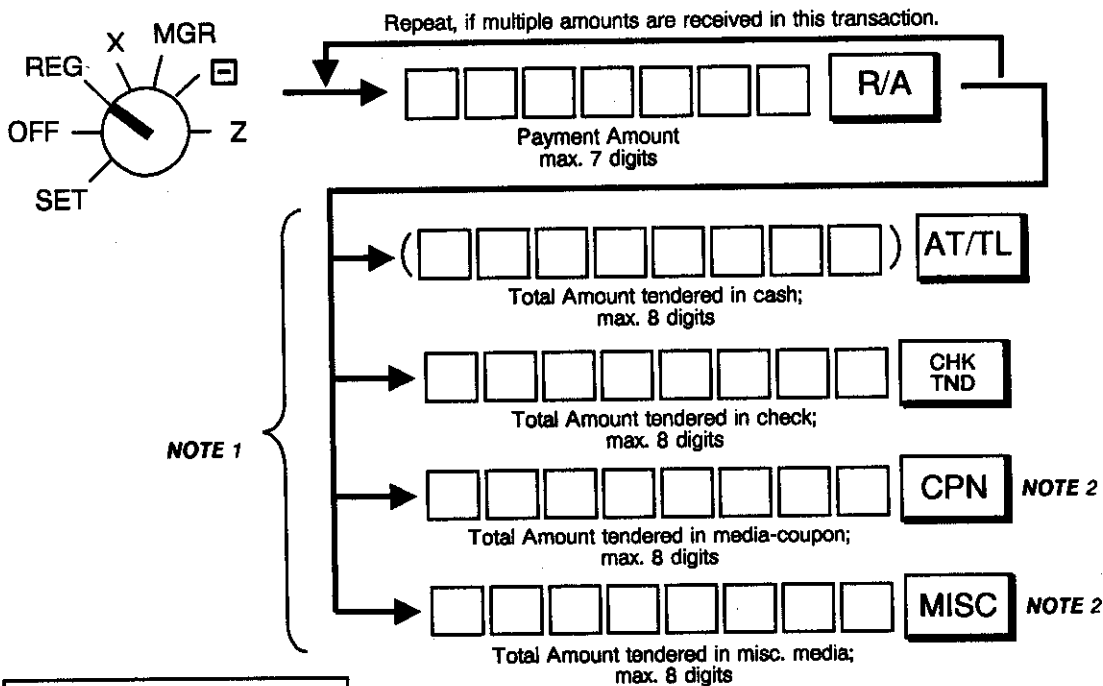 Repeat, if multiple amounts are received in this transaction.
X
MGR
REG
OFF
Z
SET
R/A
Payment Amount
max. 7 digits
( ) AT/TL
Total Amount tendered in cash;
max. 8 digits
CHK
TND
Total Amount tendered in check;
max. 8 digits
NOTE 1
CPN NOTE 2
Total Amount tendered in media-coupon;
max. 8 digits
MISC NOTE 2
Total Amount tendered in misc. media;
max. 8 digits